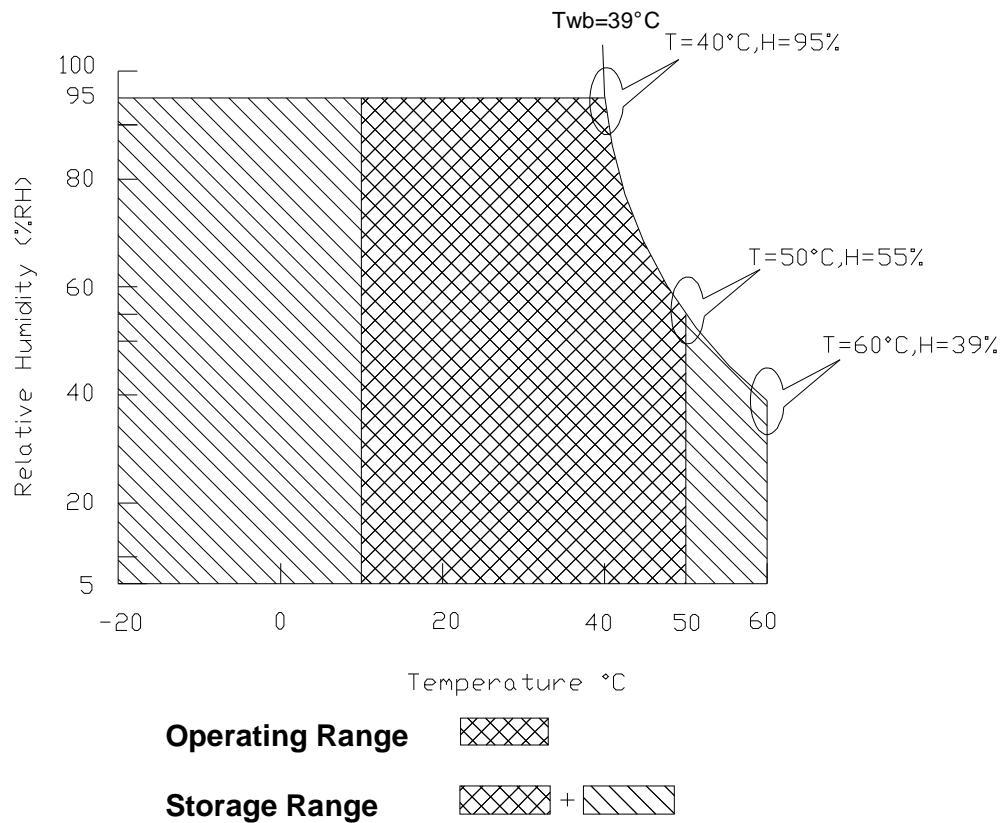 Twb=39°C
T=40°C,H=95%
100
95
80
T=50°C,H=55%
60
T=60°C,H=39%
40
20
5
Relative Humidity (%RH)
-20 0 20 40 50 60
Temperature °C
Operating Range
Storage Range +